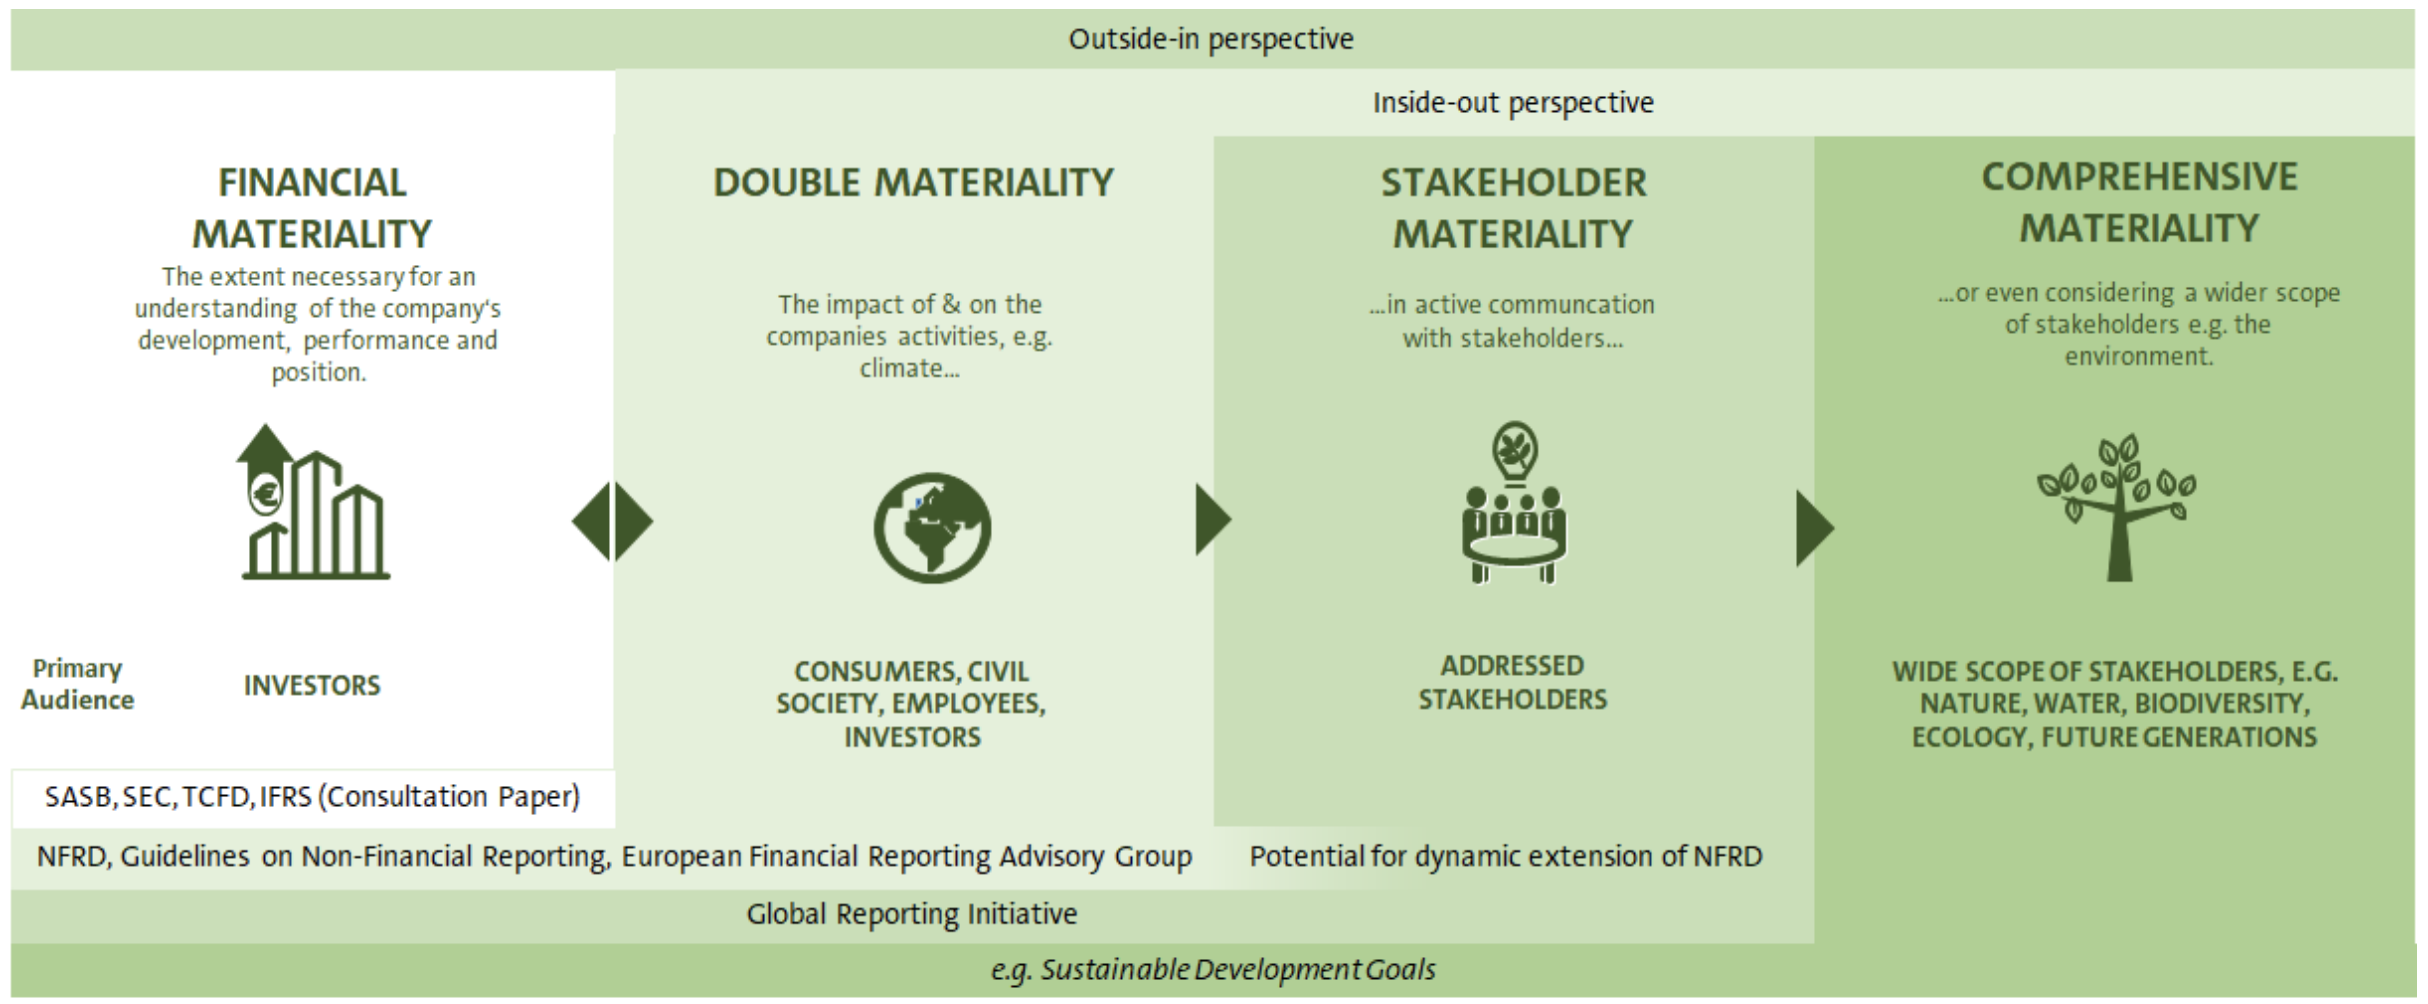 Outside-in perspective
Inside-out perspective
FINANCIAL
MATERIALITY
The extent necessary for an
understanding of the company's
development, performance and
position.
DOUBLE MATERIALITY
The impact of & on the
companies activities, e.g.
climate...
STAKEHOLDER
MATERIALITY
...in active communcation
with stakeholders...
COMPREHENSIVE
MATERIALITY
...or even considering a wider scope
of stakeholders e.g. the
environment.
€
Primary
Audience
INVESTORS
CONSUMERS, CIVIL
SOCIETY, EMPLOYEES,
INVESTORS
ADDRESSED
STAKEHOLDERS
WIDE SCOPE OF STAKEHOLDERS, E.G.
NATURE, WATER, BIODIVERSITY,
ECOLOGY, FUTURE GENERATIONS
SASB, SEC, TCFD, IFRS (Consultation Paper)
NFRD, Guidelines on Non-Financial Reporting, European Financial Reporting Advisory Group
Potential for dynamic extension of NFRD
Global Reporting Initiative
e.g. Sustainable Development Goals